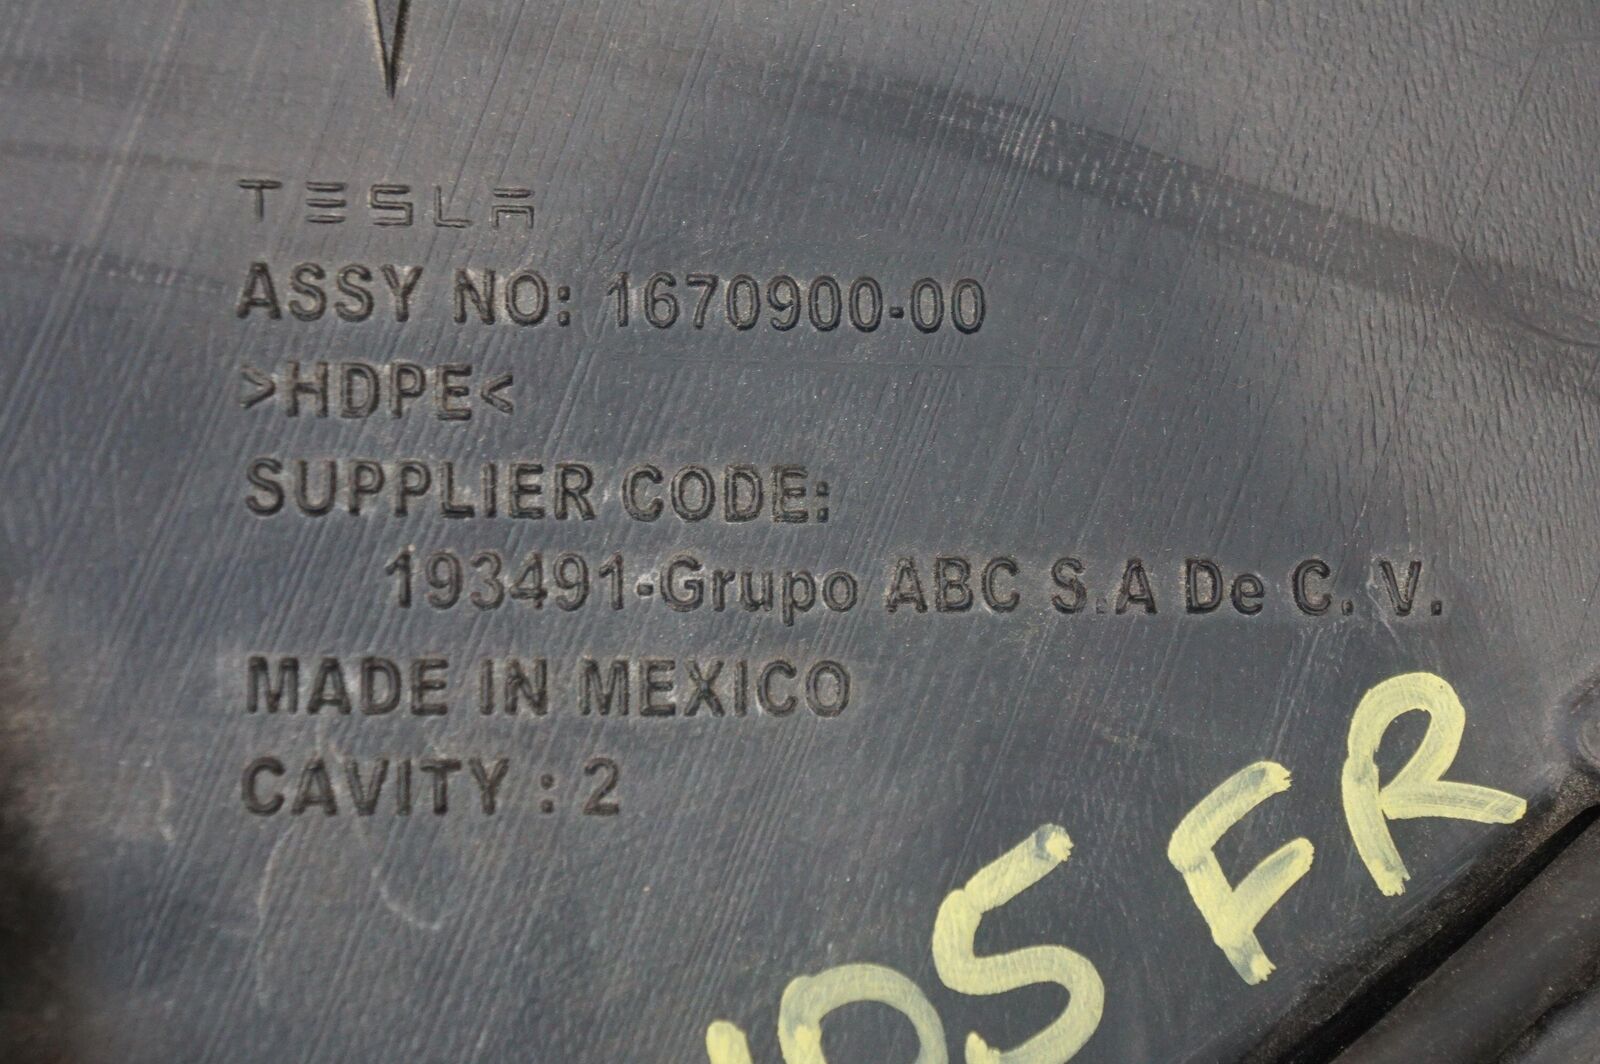 TESLA
ASSY NO: 1670900-00
>HDPE<
SUPPLIER CODE:
193491-Grupo ABC S.A De C. V.
MADE IN MEXICO
CAVITY : 2
FR